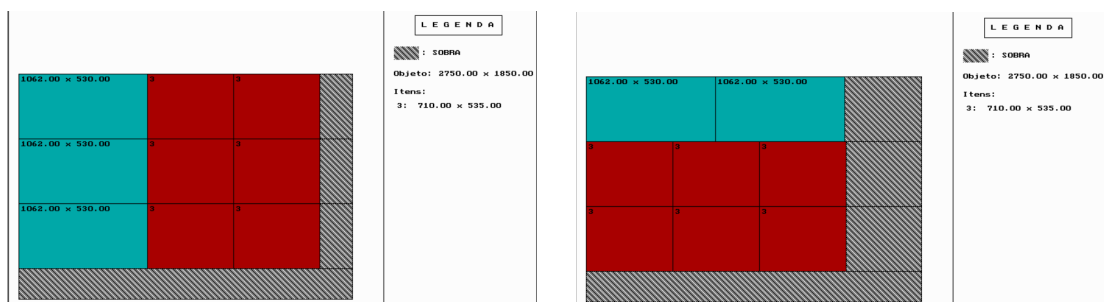 L E G E N D A
: SOBRA
Objeto: 2750.00 x 1850.00
Itens:
3: 710.00 x 535.00
1062.00 x 530.00 3 3
1062.00 x 530.00 3 3
1062.00 x 530.00 3 3
L E G E N D A
: SOBRA
Objeto: 2750.00 x 1850.00
Itens:
3: 710.00 x 535.00
1062.00 x 530.00 1062.00 x 530.00
3 3 3
3 3 3